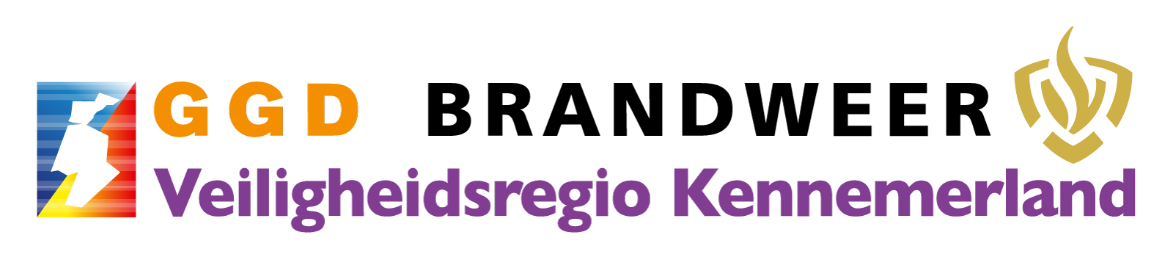 GGD BRANDWEER
Veiligheidsregio Kennemerland